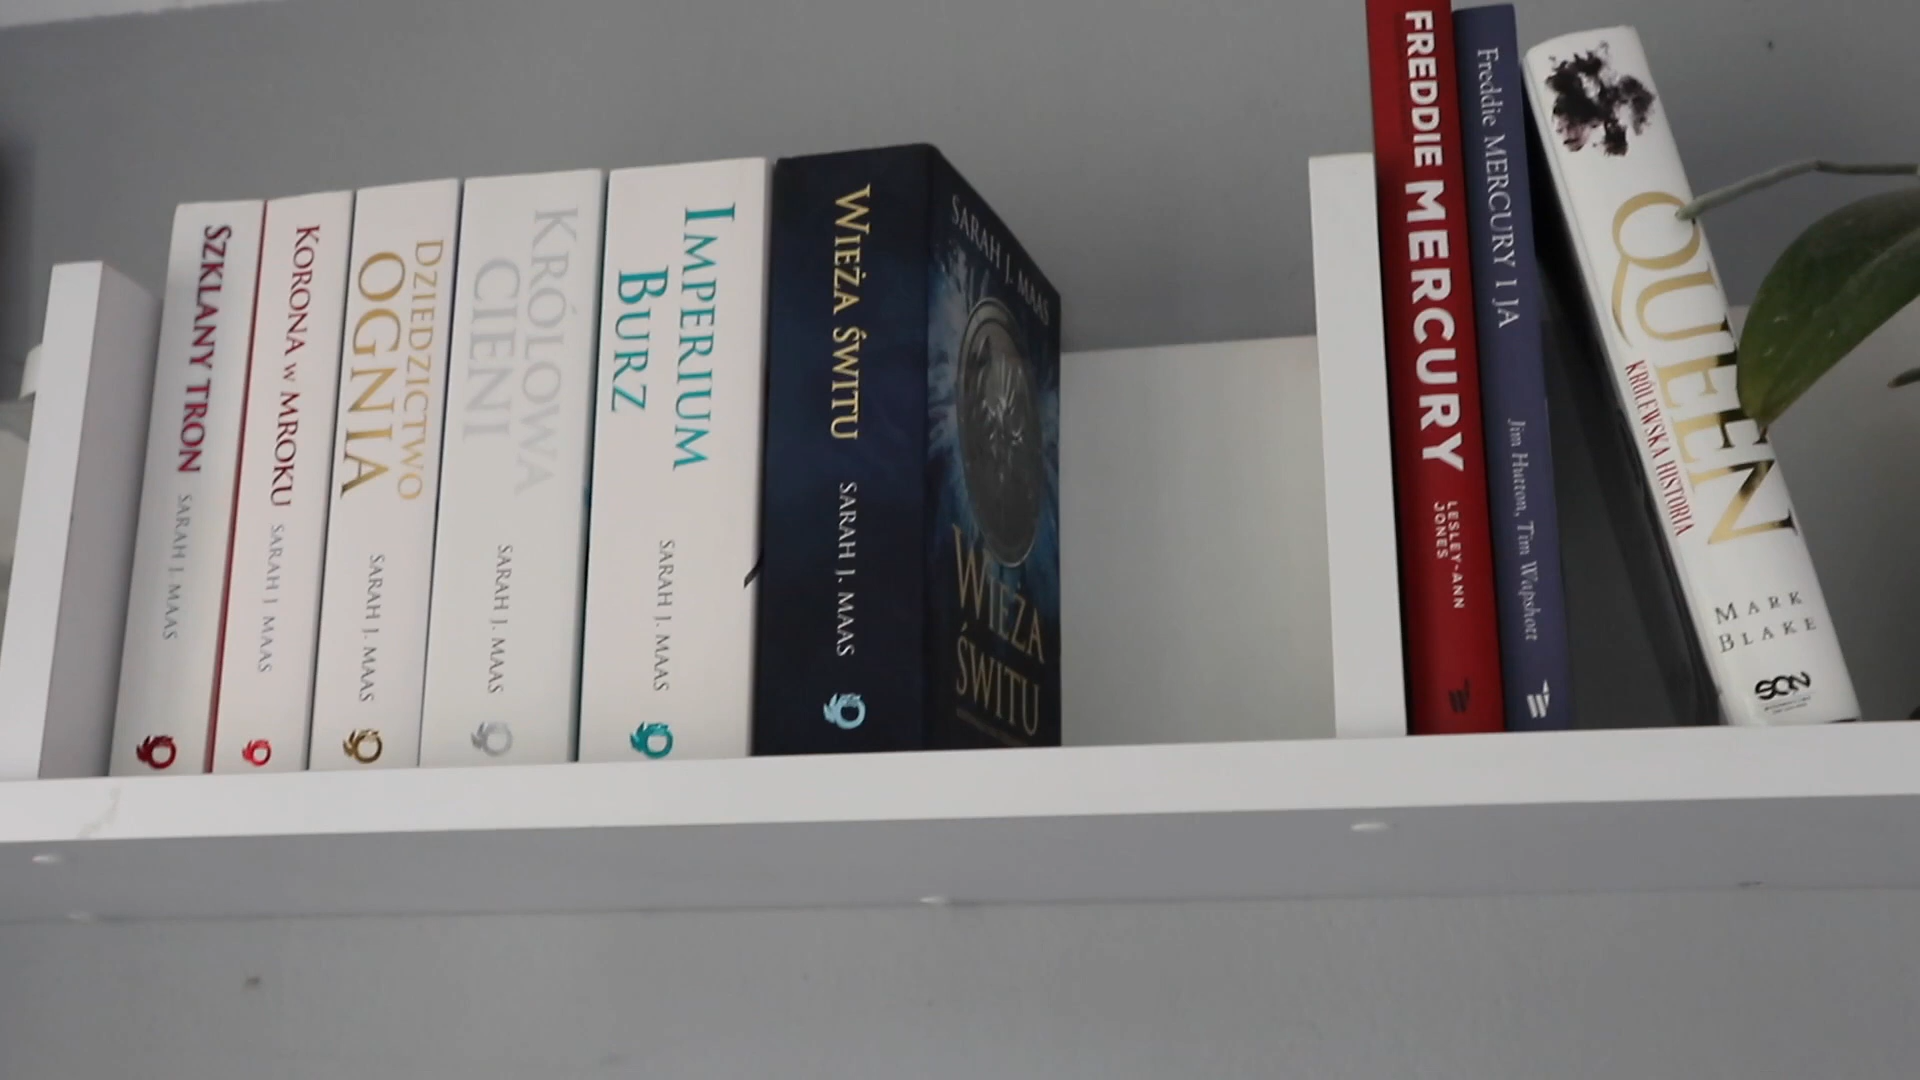 SZKLANY TRON SARAH J. MAAS
KORONA W MROKU SARAH J MAAS
DZIEDZICTWO
OGNIA
SARAH J. MAAS
KRÓLOWA
CIENI
SARAH J. MAAS
IMPERIUM
BURZ
SARAH J. MAAS
WIEŻA ŚWITU SARAH J. MAAS
SARAH J. MAAS
WIEŻA
ŚWITU
FREDDIE MERCURY
LESLEY-ANN
JONES
Freddie MERCURY I JA Jim Hutton, Tim Wapshott
QUEEN
KRÓLEWSKA HISTORIA
MARK
BLAKE
SQN